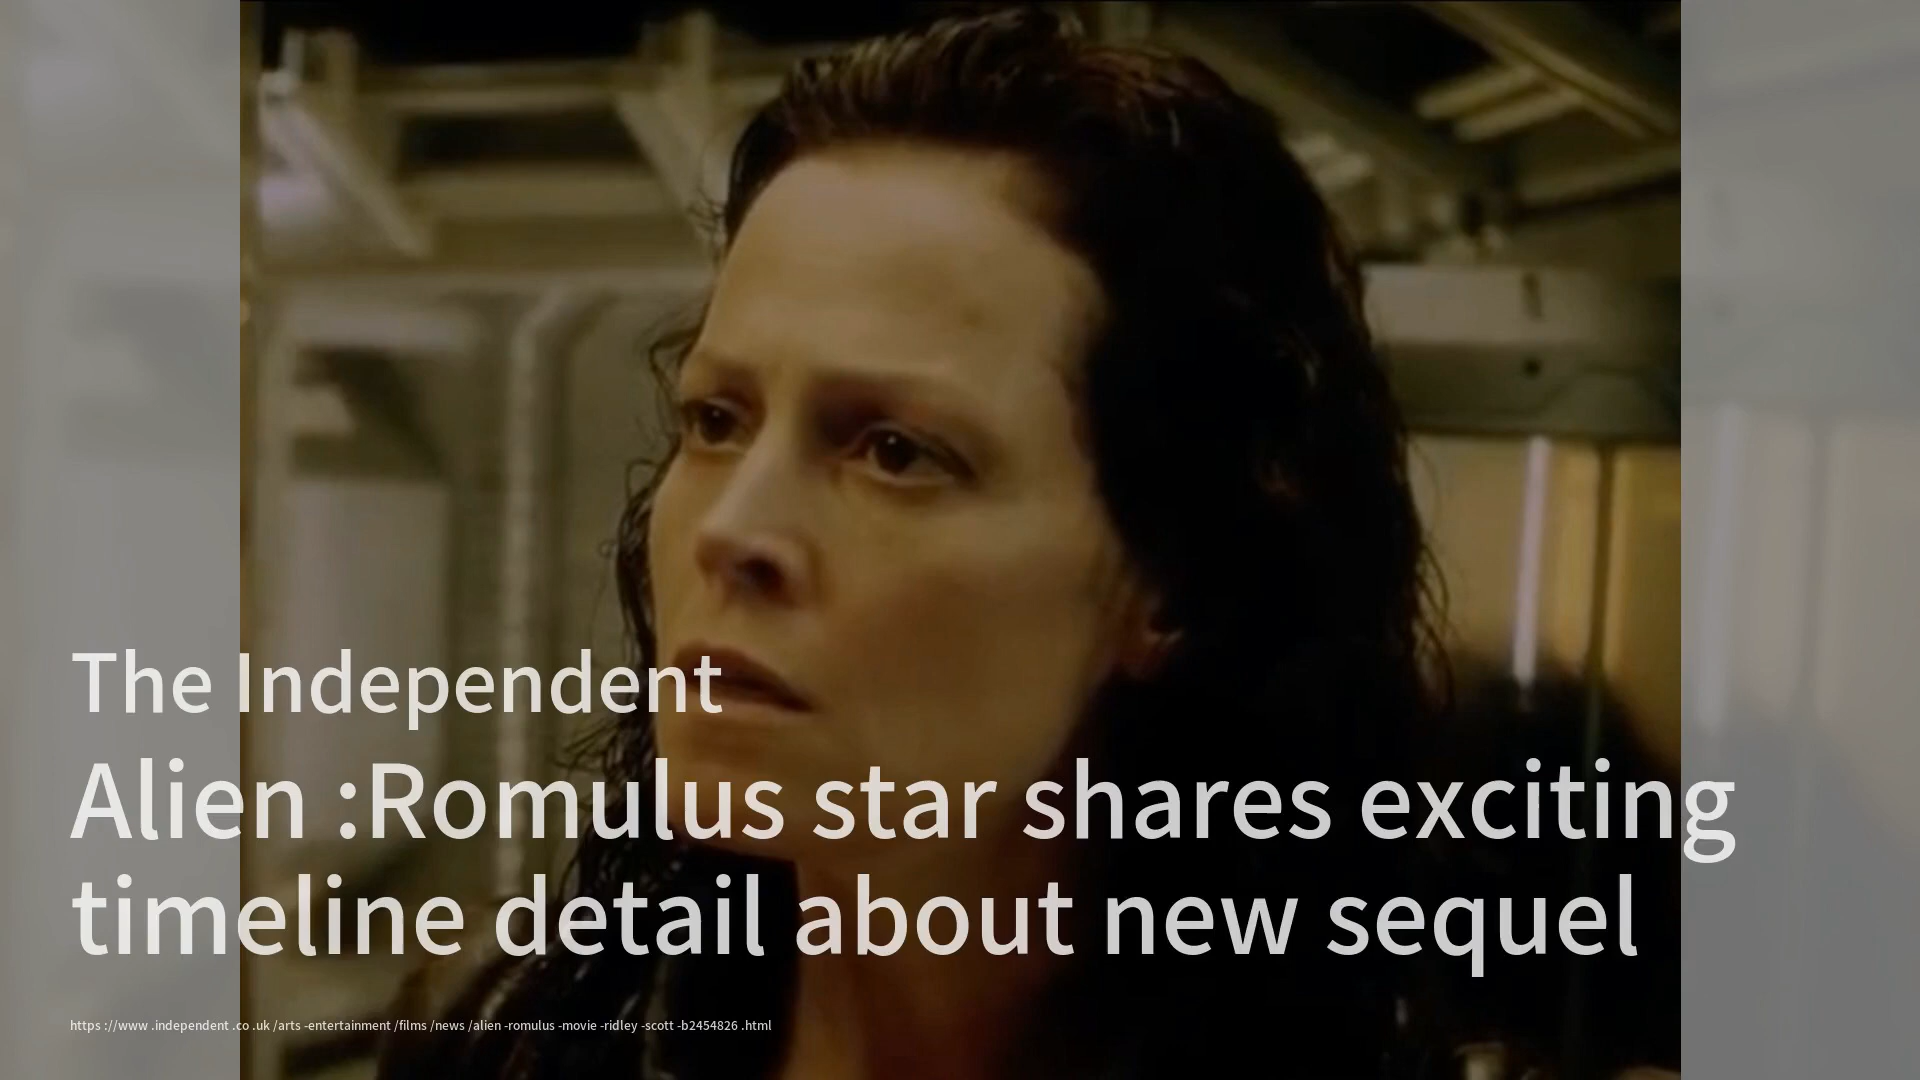 The Independent
Alien :Romulus star shares exciting
timeline detail about new sequel
https ://www .independent .co .uk /arts -entertainment /films /news /alien -romulus -movie -ridley -scott -b2454826 .html